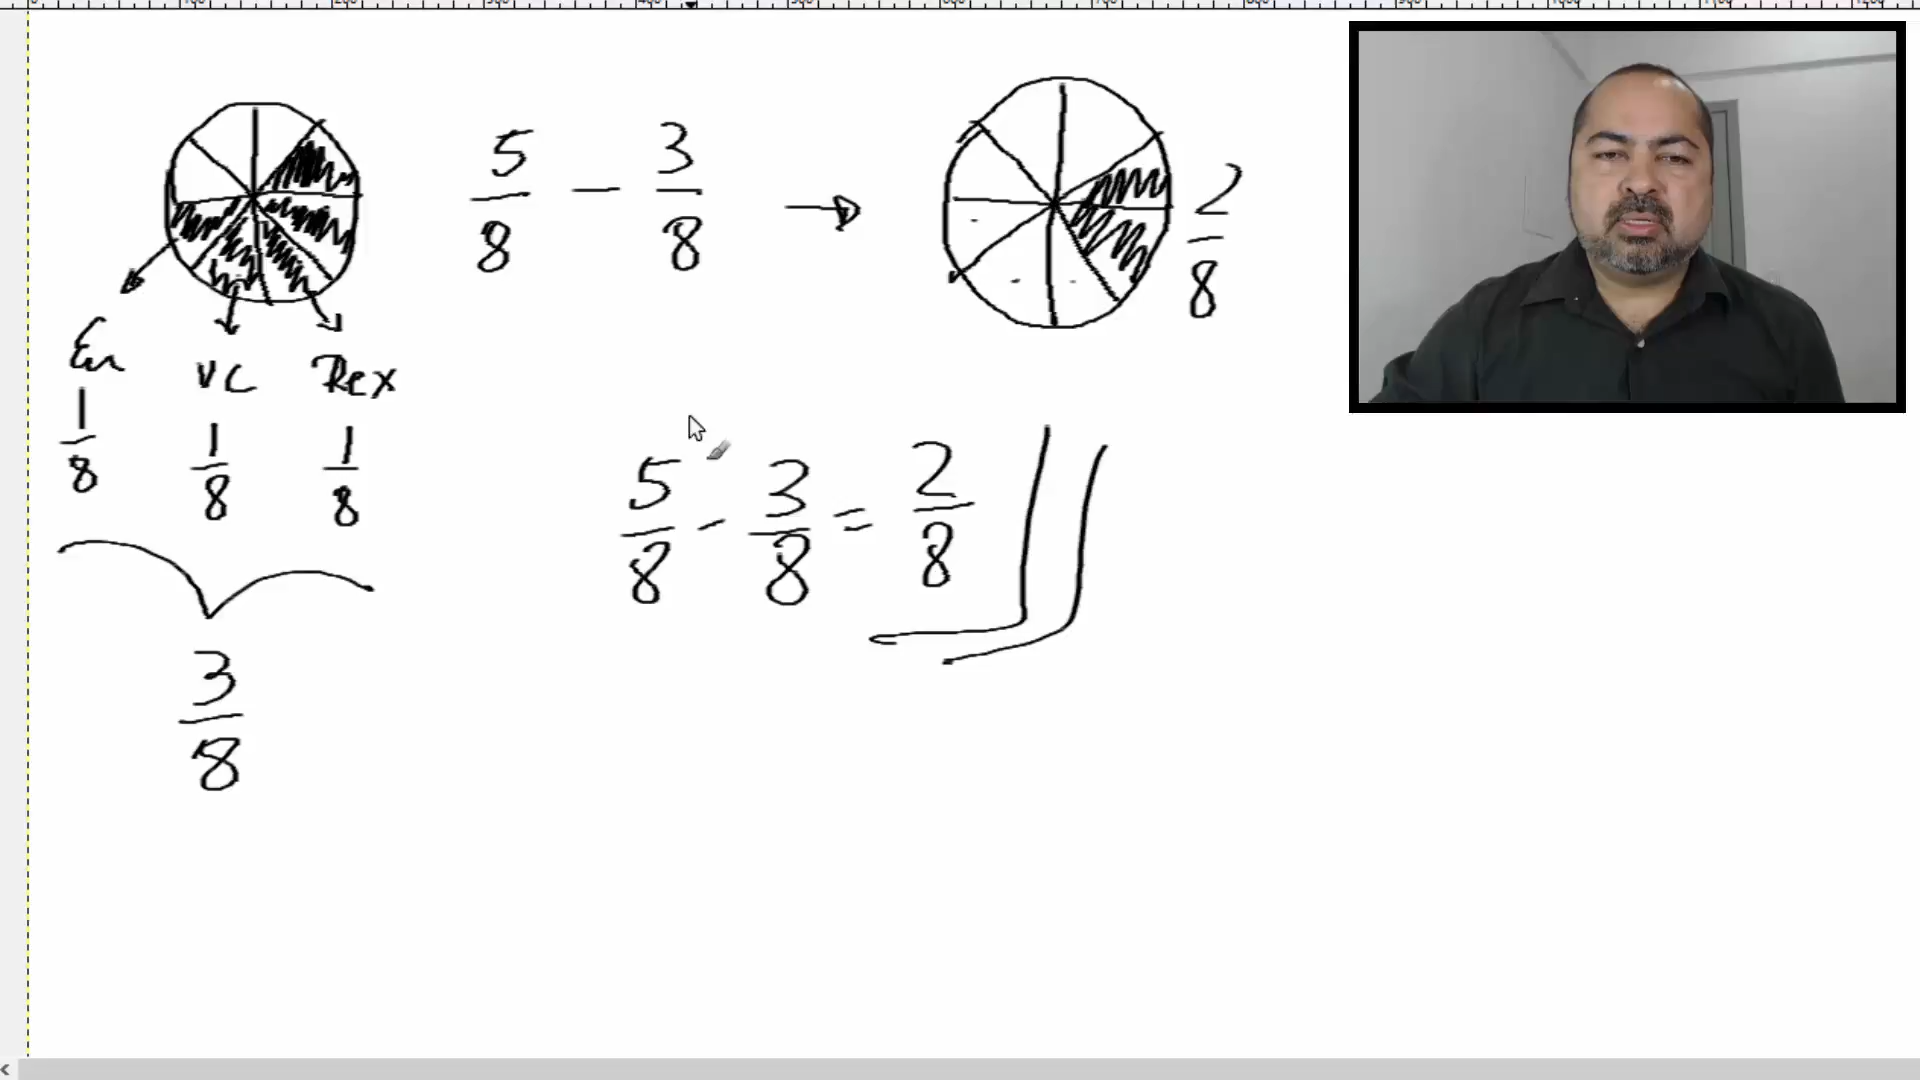 5/8 - 3/8 → 2/8
Eu VC Rex
1/8 1/8 1/8
5/8 - 3/8 = 2/8
3/8